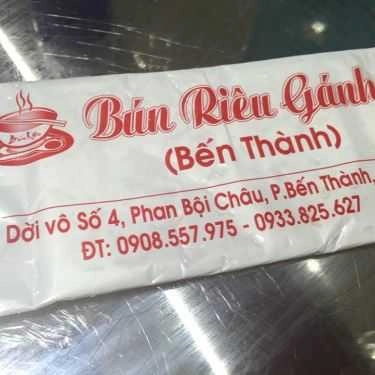 Bún Riêu Gánh
(Bến Thành)
Dời vô Số 4, Phan Bội Châu, P.Bến Thành,
ĐT: 0908.557.975 - 0933.825.627